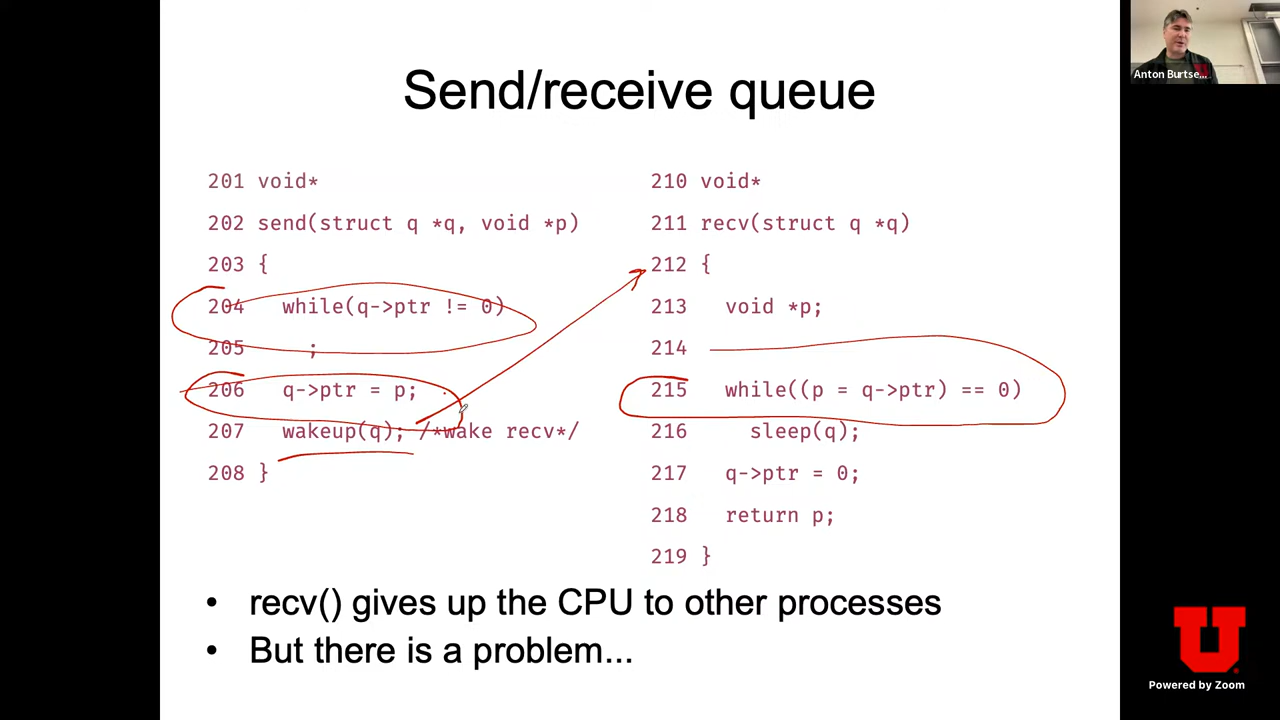 Send/receive queue
201 void*
202 send(struct q *q, void *p)
203 {
204 while(q->ptr != 0)
205 ;
206 q->ptr = p;
207 wakeup(q); /*wake recv*/
208 }
210 void*
211 recv(struct q *q)
212 {
213 void *p;
214
215 while((p = q->ptr) == 0)
216 sleep(q);
217 q->ptr = 0;
218 return p;
219 }
• recv() gives up the CPU to other processes
• But there is a problem...
Anton Burtse...
U
Powered by Zoom